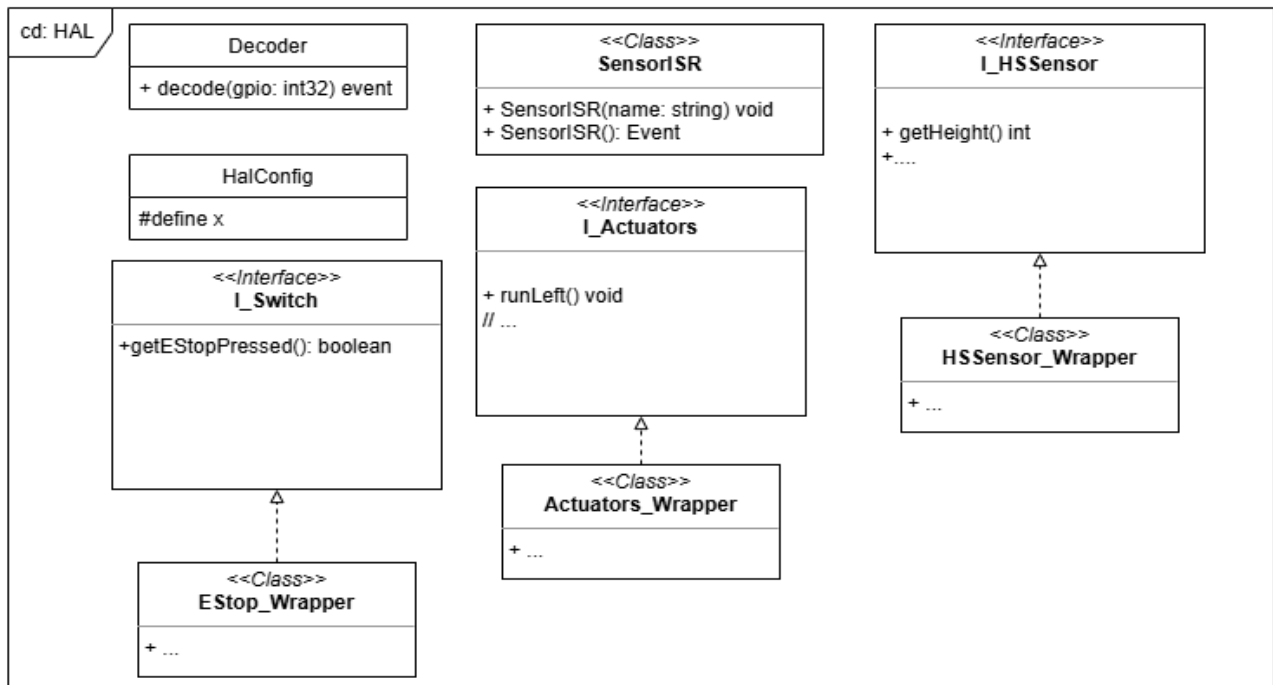 cd: HAL
Decoder
+ decode(gpio: int32) event
HalConfig
#define x
<<Interface>>
I_Switch
+getEStopPressed(): boolean
<<Class>>
EStop_Wrapper
+ ...
<<Class>>
SensorISR
+ SensorISR(name: string) void
+ SensorISR(): Event
<<Interface>>
I_Actuators
+ runLeft() void
// ...
<<Class>>
Actuators_Wrapper
+ ...
<<Interface>>
I_HSSensor
+ getHeight() int
+....
<<Class>>
HSSensor_Wrapper
+ ...